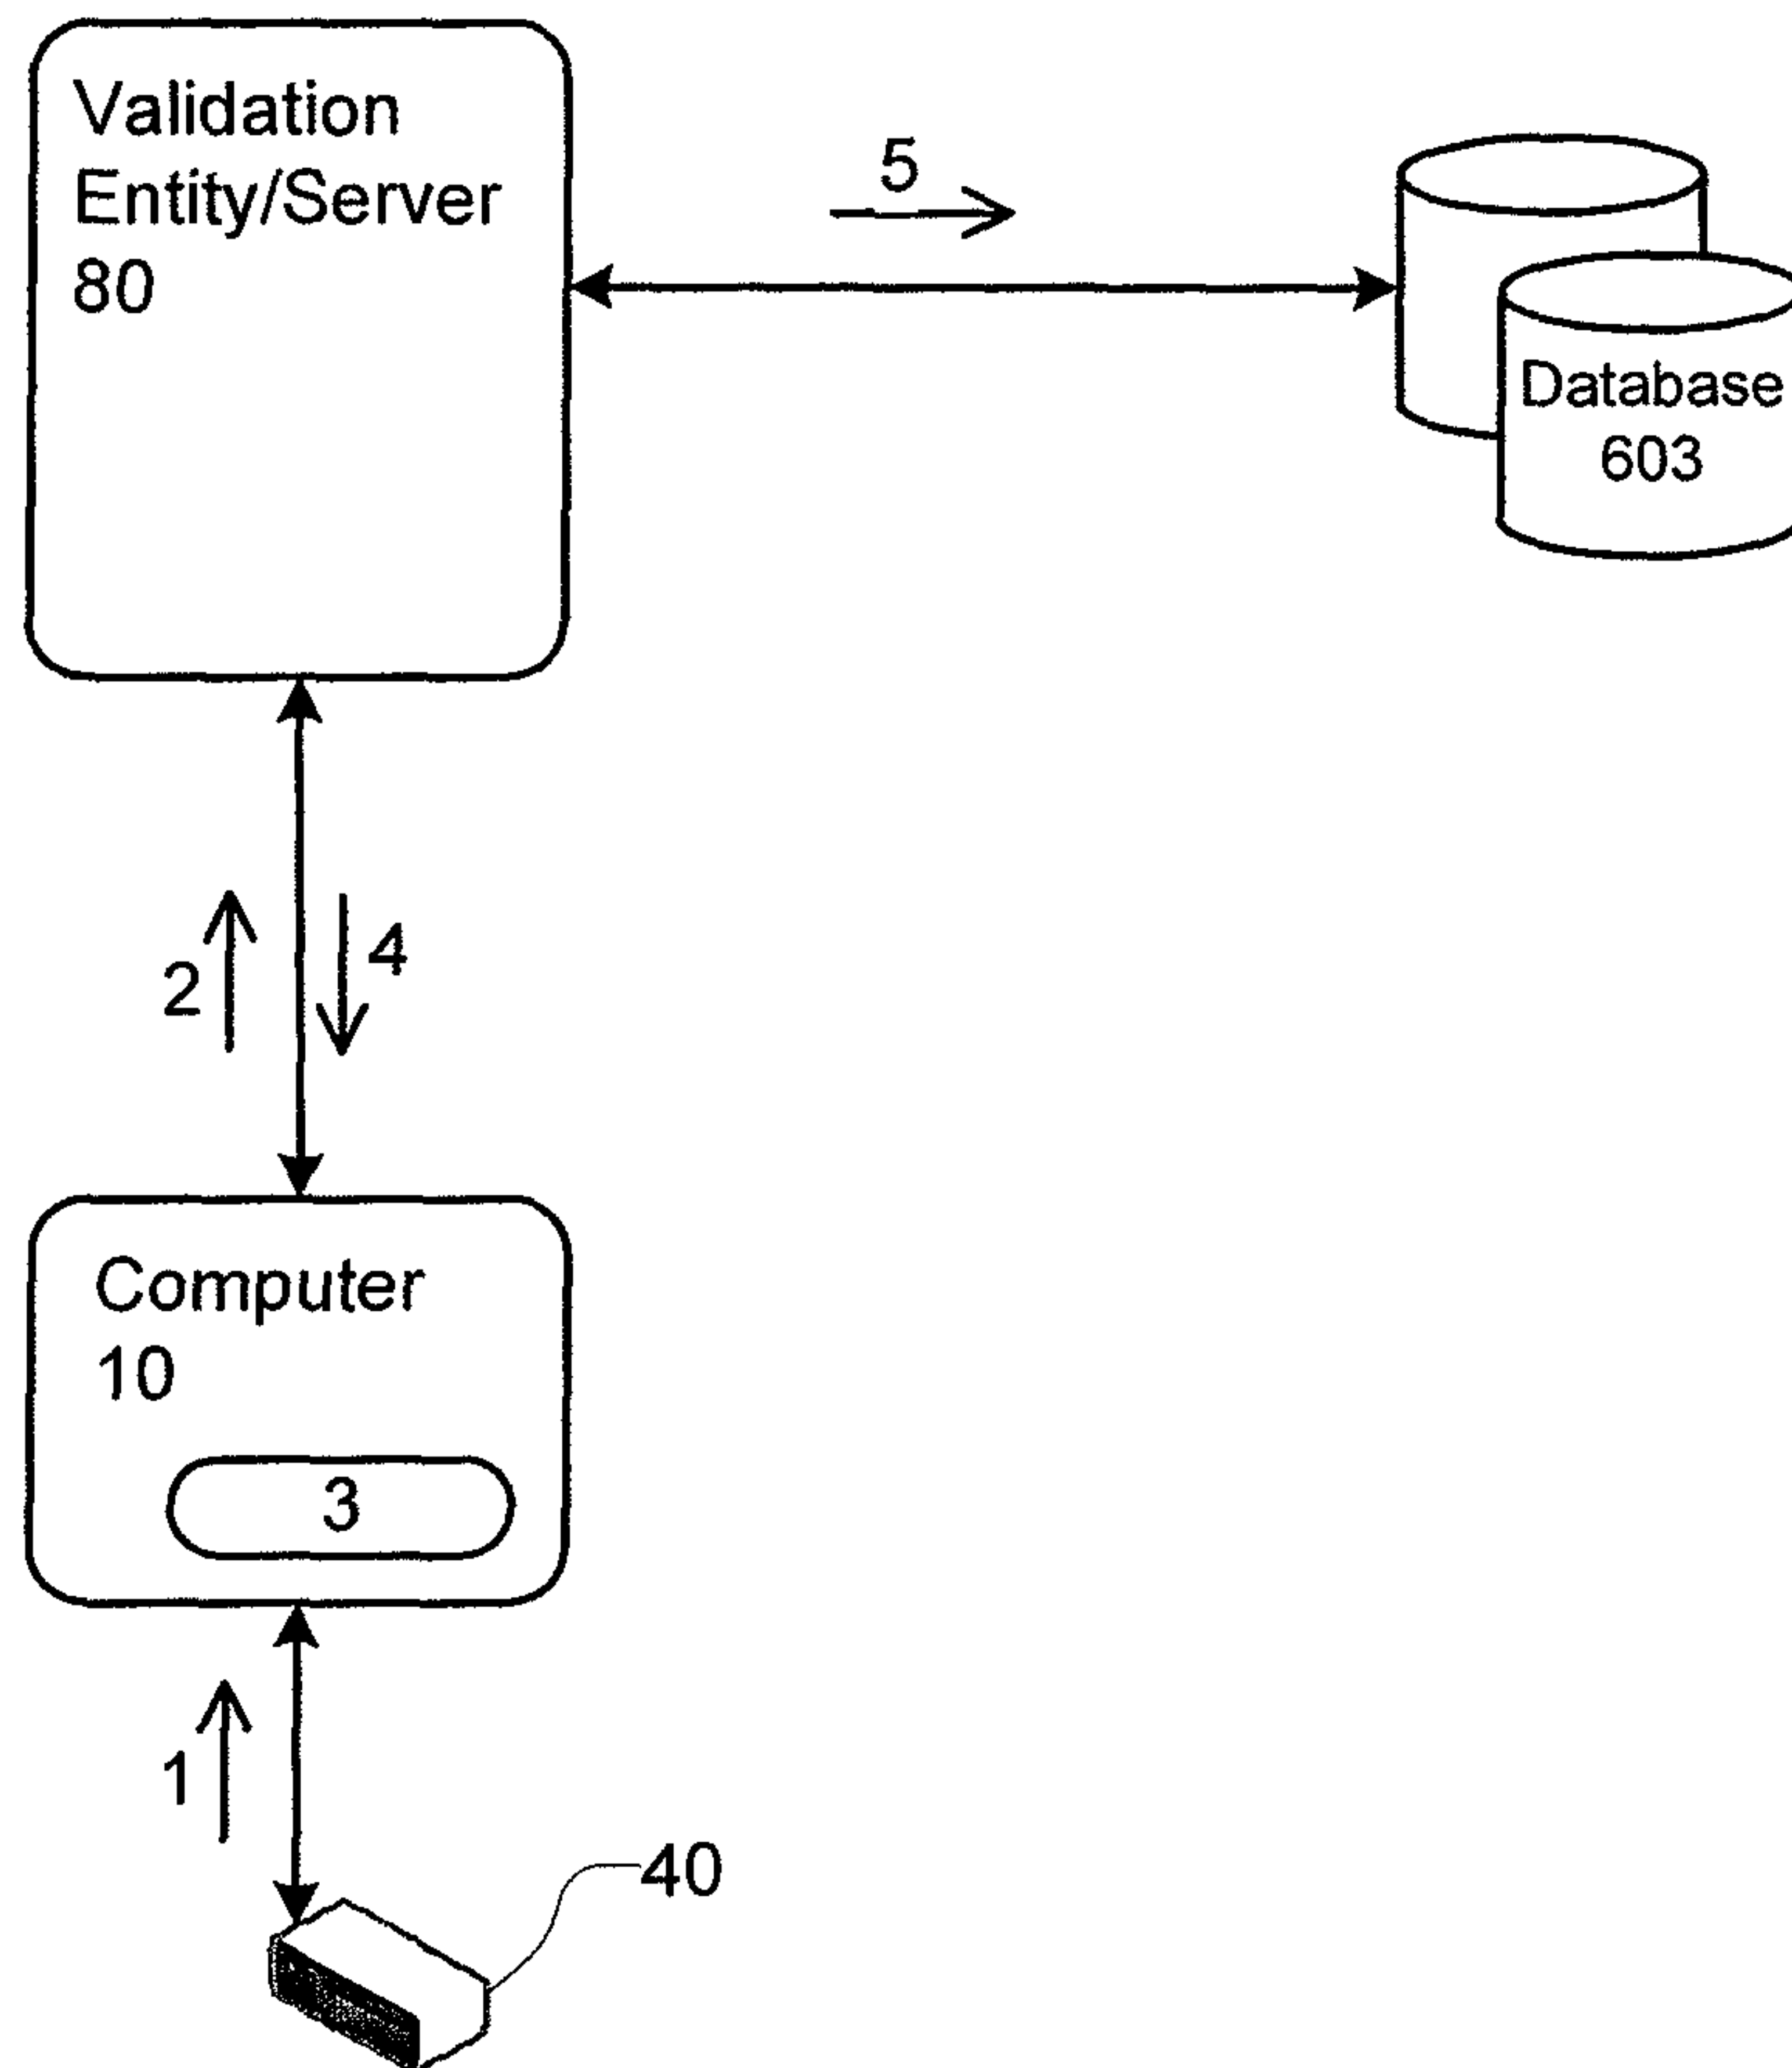 Validation
Entity/Server
80
5
Database
603
2
4
Computer
10
3
1
40